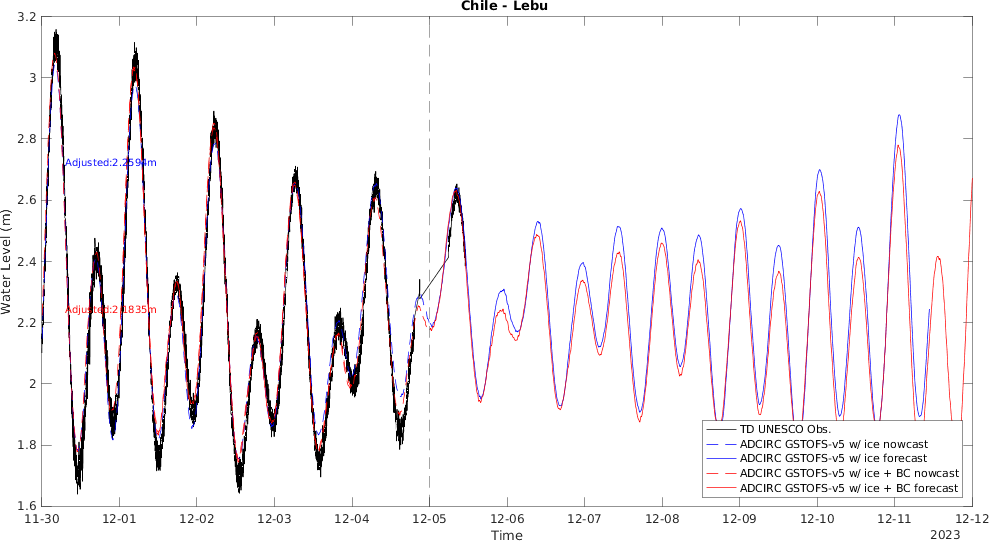 Chile - Lebu
3.2
3
2.8
2.6
2.4
2.2
2
1.8
1.6
Water Level (m)
Adjusted:2.2594m
Adjusted:2.1835m
TD UNESCO Obs.
ADCIRC GSTOFS-v5 w/ ice nowcast
ADCIRC GSTOFS-v5 w/ ice forecast
ADCIRC GSTOFS-v5 w/ ice + BC nowcast
ADCIRC GSTOFS-v5 w/ ice + BC forecast
11-30 12-01 12-02 12-03 12-04 12-05 12-06 12-07 12-08 12-09 12-10 12-11 12-12
Time
2023